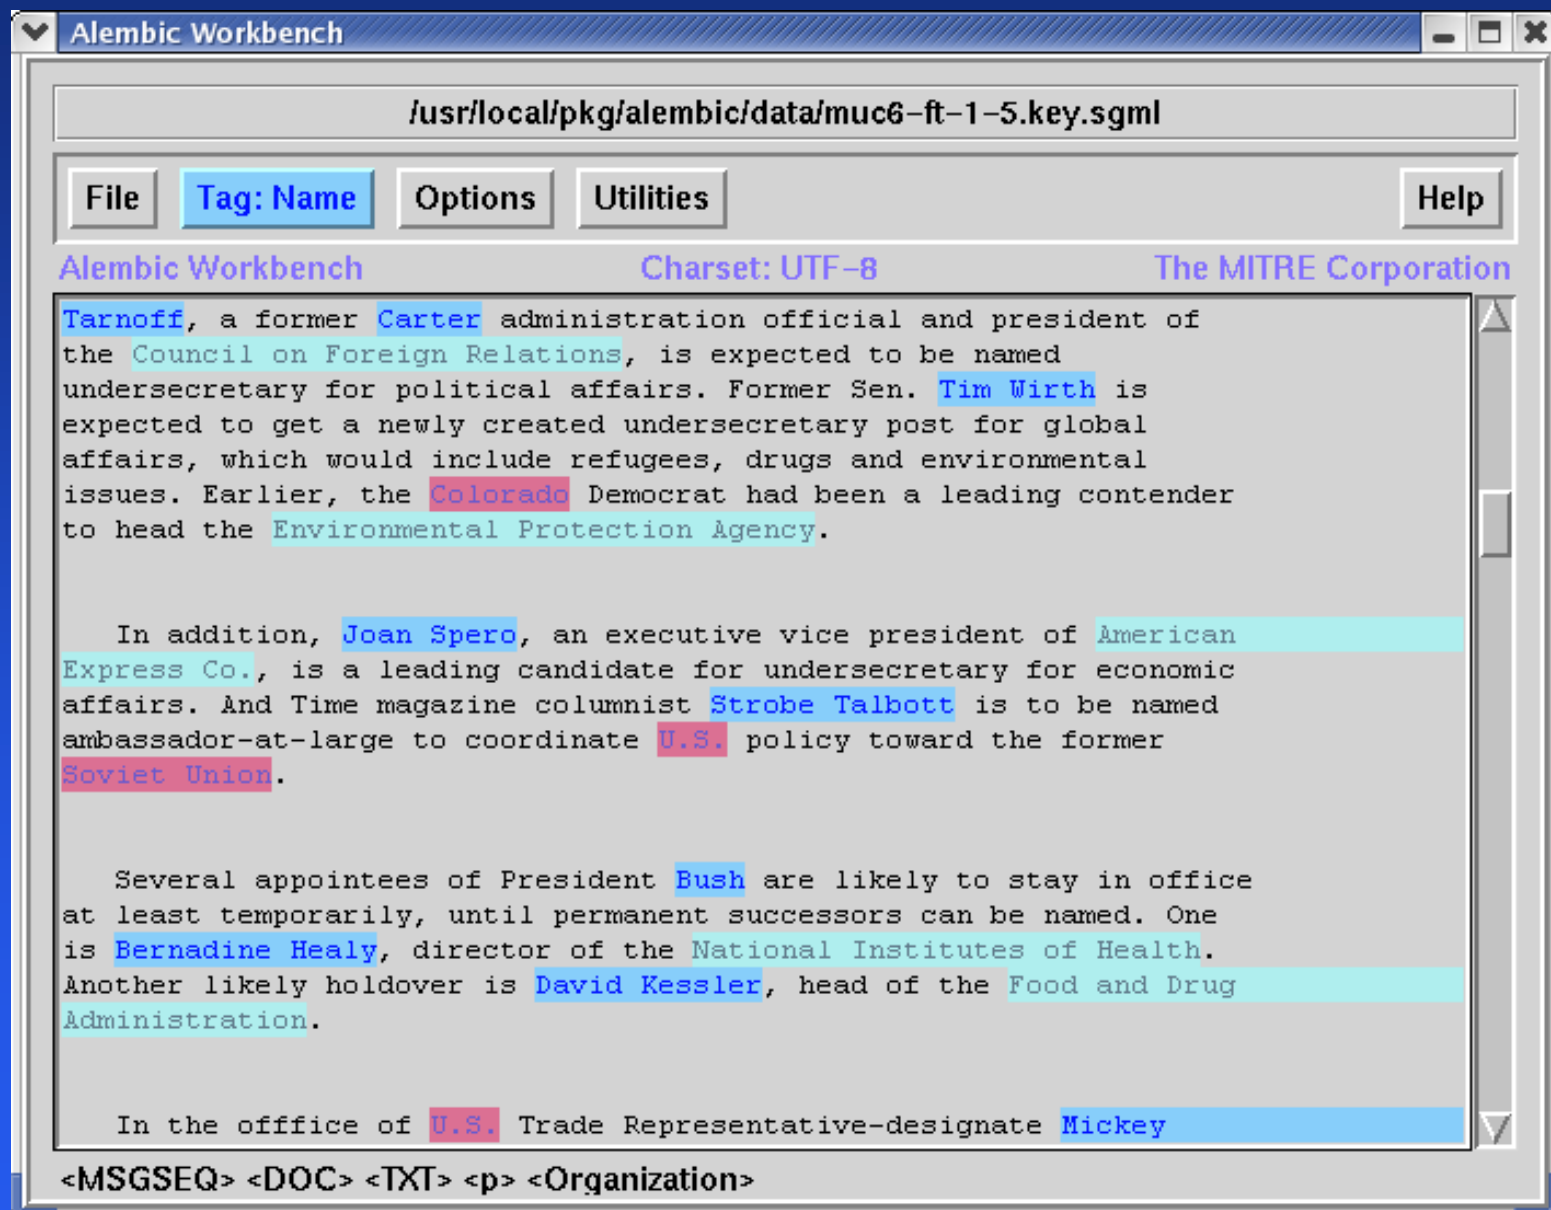 Alembic Workbench
/usr/local/pkg/alembic/data/muc6-ft-1-5.key.sgml
File Tag: Name Options Utilities Help
Alembic Workbench Charset: UTF-8 The MITRE Corporation
Tarnoff, a former Carter administration official and president of
the Council on Foreign Relations, is expected to be named
undersecretary for political affairs. Former Sen. Tim Wirth is
expected to get a newly created undersecretary post for global
affairs, which would include refugees, drugs and environmental
issues. Earlier, the Colorado Democrat had been a leading contender
to head the Environmental Protection Agency.
In addition, Joan Spero, an executive vice president of American
Express Co., is a leading candidate for undersecretary for economic
affairs. And Time magazine columnist Strobe Talbott is to be named
ambassador-at-large to coordinate U.S. policy toward the former
Soviet Union.
Several appointees of President Bush are likely to stay in office
at least temporarily, until permanent successors can be named. One
is Bernadine Healy, director of the National Institutes of Health.
Another likely holdover is David Kessler, head of the Food and Drug
Administration.
In the offfice of U.S. Trade Representative-designate Mickey
<MSGSEQ> <DOC> <TXT> <p> <Organization>